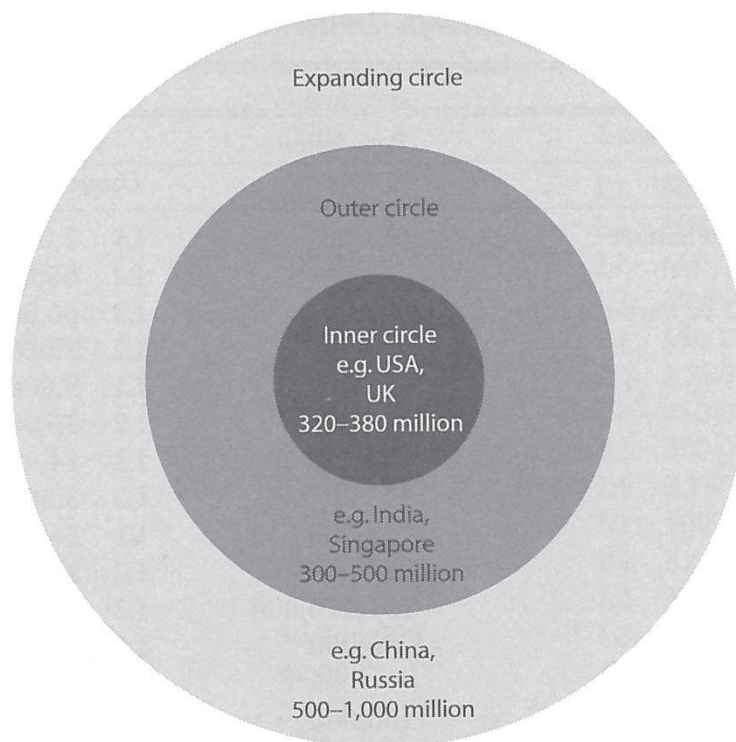 Expanding circle
Outer circle
Inner circle
e.g. USA,
UK
320–380 million
e.g. India,
Singapore
300–500 million
e.g. China,
Russia
500–1,000 million